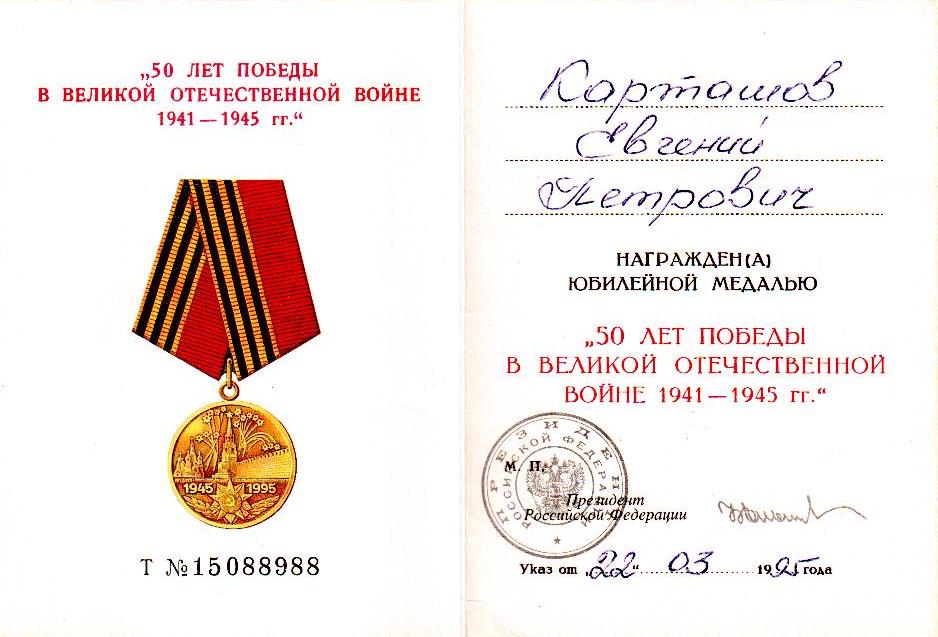 „50 ЛЕТ ПОБЕДЫ
В ВЕЛИКОЙ ОТЕЧЕСТВЕННОЙ ВОЙНЕ
1941 — 1945 гг.“
1945 1995
Т №15088988
Карташов
Евгений
Петрович
НАГРАЖДЕН(А)
ЮБИЛЕЙНОЙ МЕДАЛЬЮ
„50 ЛЕТ ПОБЕДЫ
В ВЕЛИКОЙ ОТЕЧЕСТВЕННОЙ
ВОЙНЕ 1941 — 1945 гг.“
ПРЕЗИДЕНТ
РОССИЙСКОЙ ФЕДЕРАЦИИ
М. П.
Президент
Российской Федерации
Указ от „22“ 03 1995 года